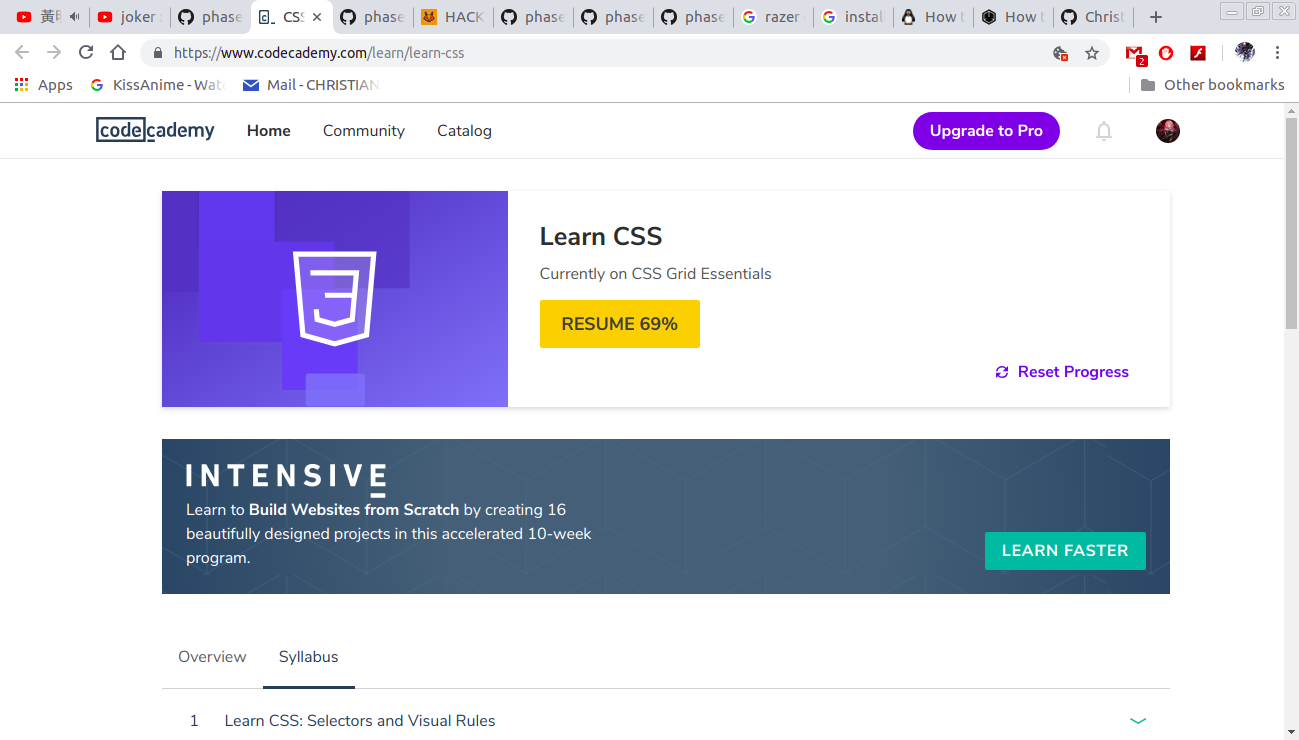 黃甲 joker phase CSS phase HACK phase phase phase razer instal How t How t Christ
https://www.codecademy.com/learn/learn-css
2
Apps KissAnime - Wat Mail - CHRISTIAN Other bookmarks
codecademy Home Community Catalog Upgrade to Pro
Learn CSS
Currently on CSS Grid Essentials
RESUME 69%
Reset Progress
INTENSIVE
Learn to Build Websites from Scratch by creating 16
beautifully designed projects in this accelerated 10-week
program.
LEARN FASTER
Overview Syllabus
1 Learn CSS: Selectors and Visual Rules